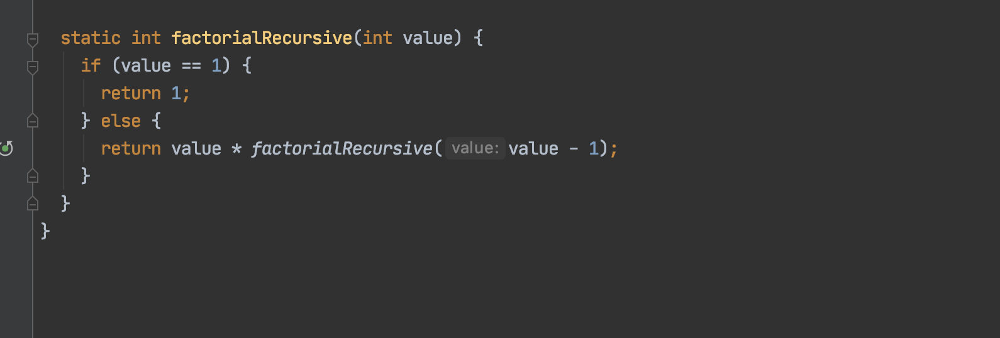 static int factorialRecursive(int value) {
if (value == 1) {
return 1;
} else {
return value * factorialRecursive( value: value - 1);
}
}
}